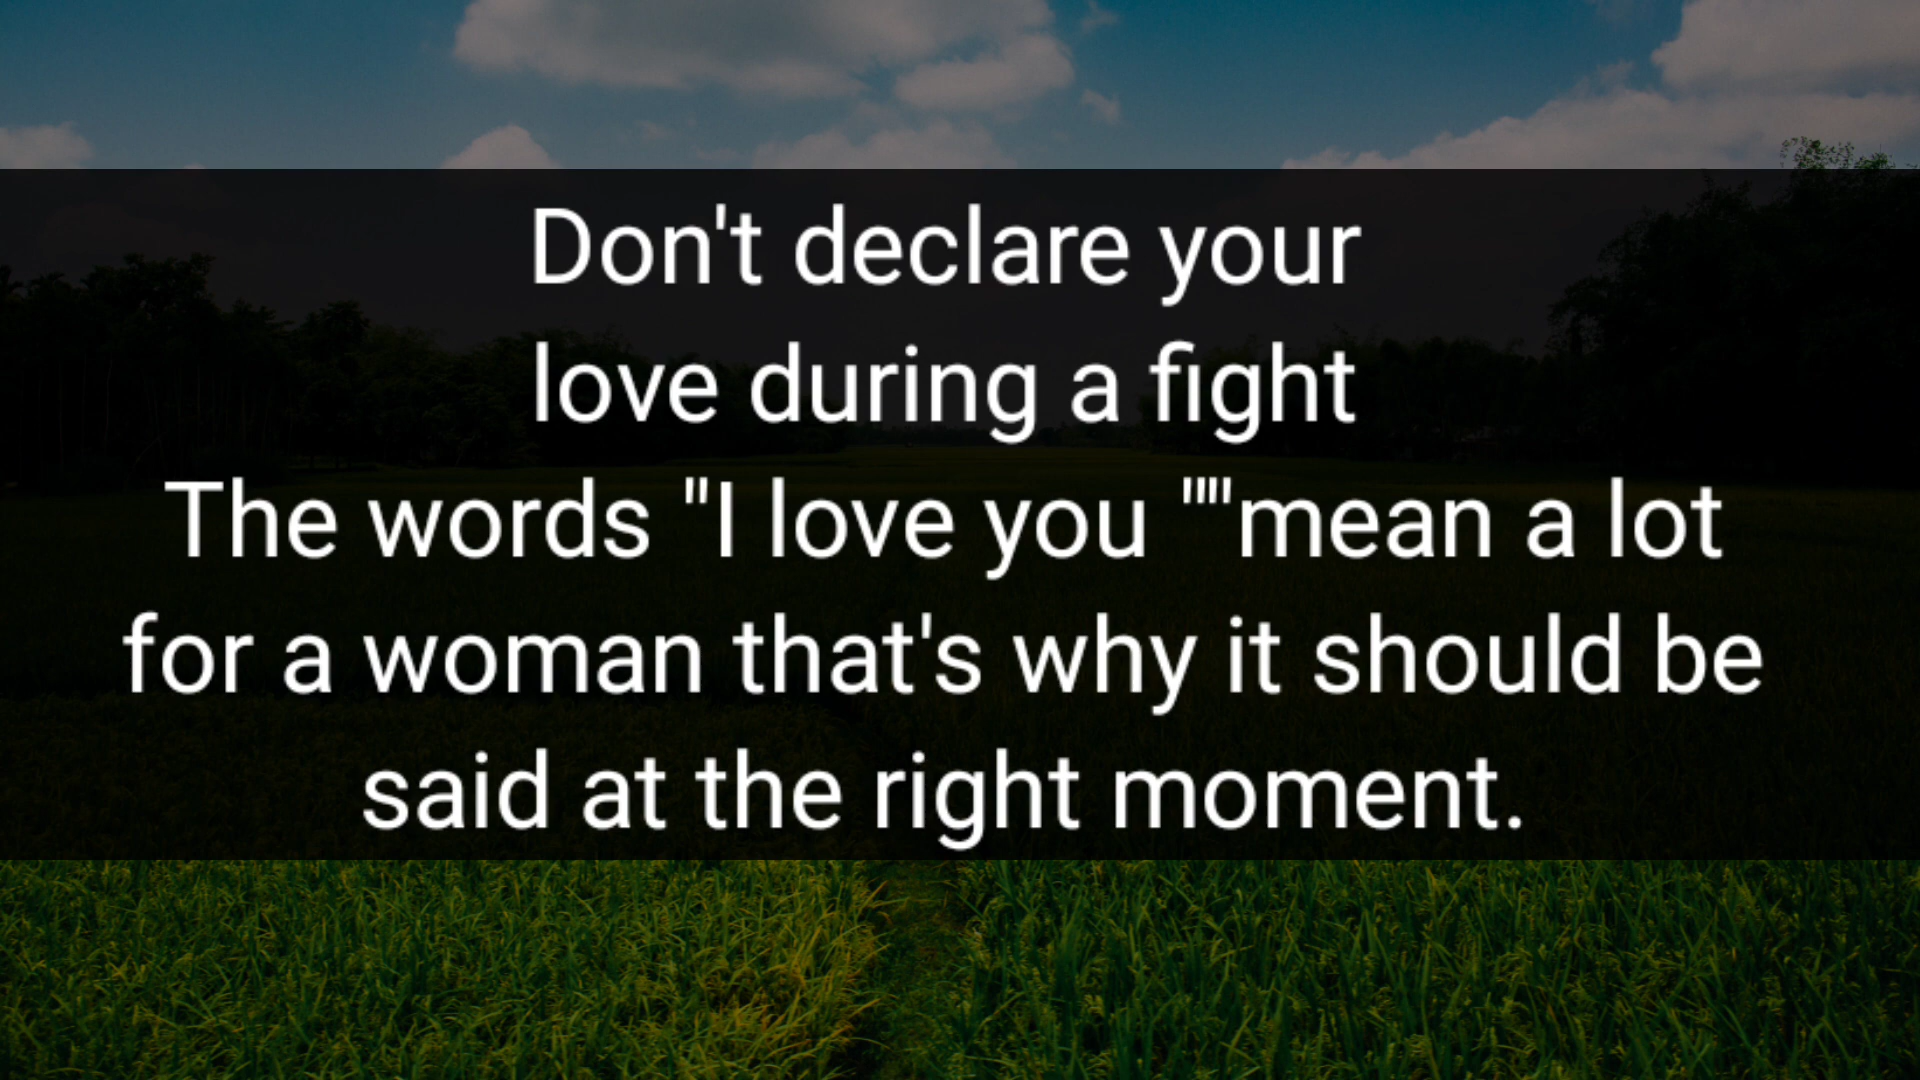 Don't declare your
love during a fight
The words "I love you ""mean a lot
for a woman that's why it should be
said at the right moment.